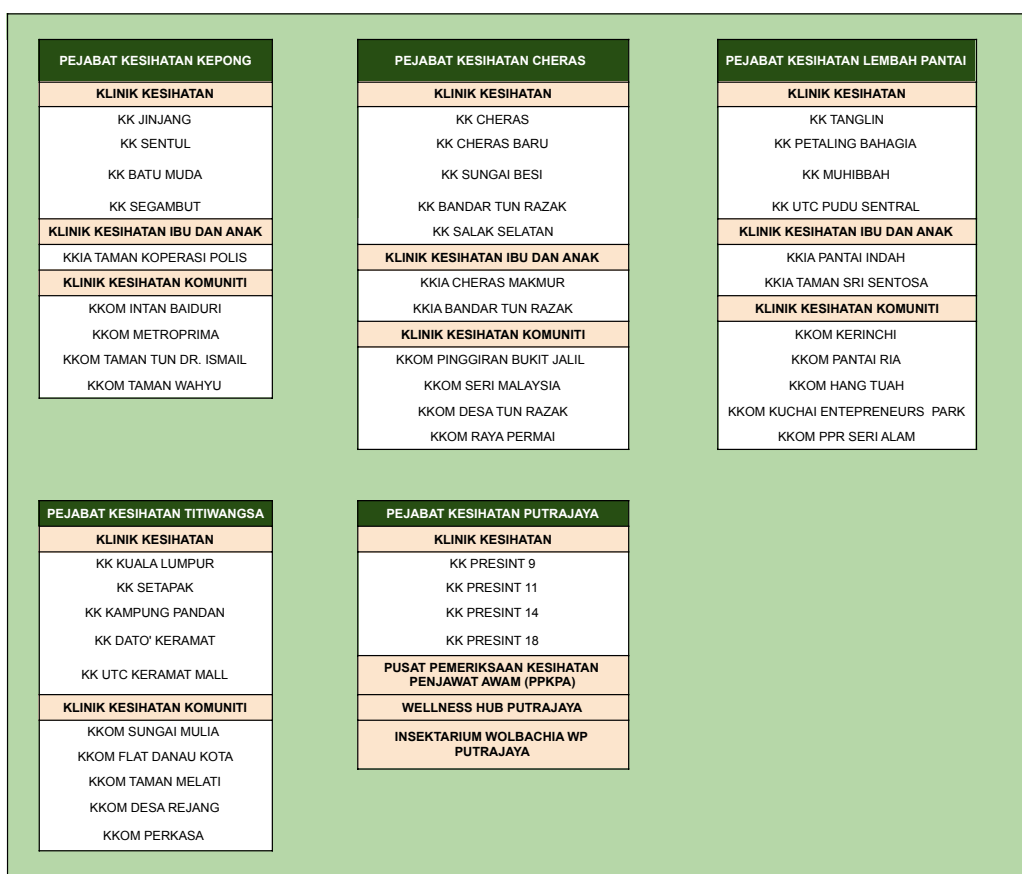 PEJABAT KESIHATAN KEPONG
KLINIK KESIHATAN
KK JINJANG
KK SENTUL
KK BATU MUDA
KK SEGAMBUT
KLINIK KESIHATAN IBU DAN ANAK
KKIA TAMAN KOPERASI POLIS
KLINIK KESIHATAN KOMUNITI
KKOM INTAN BAIDURI
KKOM METROPRIMA
KKOM TAMAN TUN DR. ISMAIL
KKOM TAMAN WAHYU
PEJABAT KESIHATAN CHERAS
KLINIK KESIHATAN
KK CHERAS
KK CHERAS BARU
KK SUNGAI BESI
KK BANDAR TUN RAZAK
KK SALAK SELATAN
KLINIK KESIHATAN IBU DAN ANAK
KKIA CHERAS MAKMUR
KKIA BANDAR TUN RAZAK
KLINIK KESIHATAN KOMUNITI
KKOM PINGGIRAN BUKIT JALIL
KKOM SERI MALAYSIA
KKOM DESA TUN RAZAK
KKOM RAYA PERMAI
PEJABAT KESIHATAN LEMBAH PANTAI
KLINIK KESIHATAN
KK TANGLIN
KK PETALING BAHAGIA
KK MUHIBBAH
KK UTC PUDU SENTRAL
KLINIK KESIHATAN IBU DAN ANAK
KKIA PANTAI INDAH
KKIA TAMAN SRI SENTOSA
KLINIK KESIHATAN KOMUNITI
KKOM KERINCHI
KKOM PANTAI RIA
KKOM HANG TUAH
KKOM KUCHAI ENTEPRENEURS PARK
KKOM PPR SERI ALAM
PEJABAT KESIHATAN TITIWANGSA
KLINIK KESIHATAN
KK KUALA LUMPUR
KK SETAPAK
KK KAMPUNG PANDAN
KK DATO' KERAMAT
KK UTC KERAMAT MALL
KLINIK KESIHATAN KOMUNITI
KKOM SUNGAI MULIA
KKOM FLAT DANAU KOTA
KKOM TAMAN MELATI
KKOM DESA REJANG
KKOM PERKASA
PEJABAT KESIHATAN PUTRAJAYA
KLINIK KESIHATAN
KK PRESINT 9
KK PRESINT 11
KK PRESINT 14
KK PRESINT 18
PUSAT PEMERIKSAAN KESIHATAN
PENJAWAT AWAM (PPKPA)
WELLNESS HUB PUTRAJAYA
INSEKTARIUM WOLBACHIA WP
PUTRAJAYA